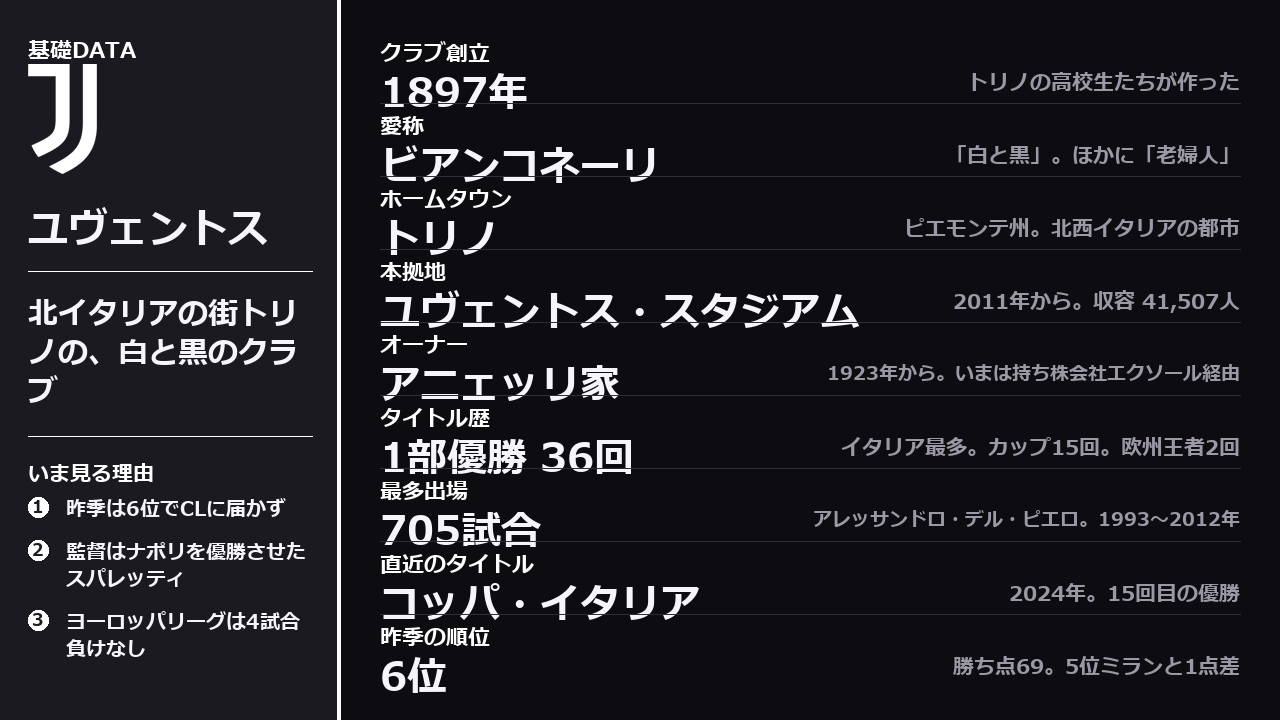 基礎DATA
ユヴェントス
北イタリアの街トリ
ノの、白と黒のクラ
ブ
いま見る理由
1 昨季は6位でCLに届かず
2 監督はナポリを優勝させた
スパレッティ
3 ヨーロッパリーグは4試合
負けなし
クラブ創立
1897年
トリノの高校生たちが作った
愛称
ビアンコネーリ
「白と黒」。ほかに「老婦人」
ホームタウン
トリノ
ピエモンテ州。北西イタリアの都市
本拠地
ユヴェントス・スタジアム
2011年から。収容 41,507人
オーナー
アニェッリ家
1923年から。いまは持ち株会社エクソール経由
タイトル歴
1部優勝 36回
イタリア最多。カップ15回。欧州王者2回
最多出場
705試合
アレッサンドロ・デル・ピエロ。1993〜2012年
直近のタイトル
コッパ・イタリア
2024年。15回目の優勝
昨季の順位
6位
勝ち点69。5位ミランと1点差